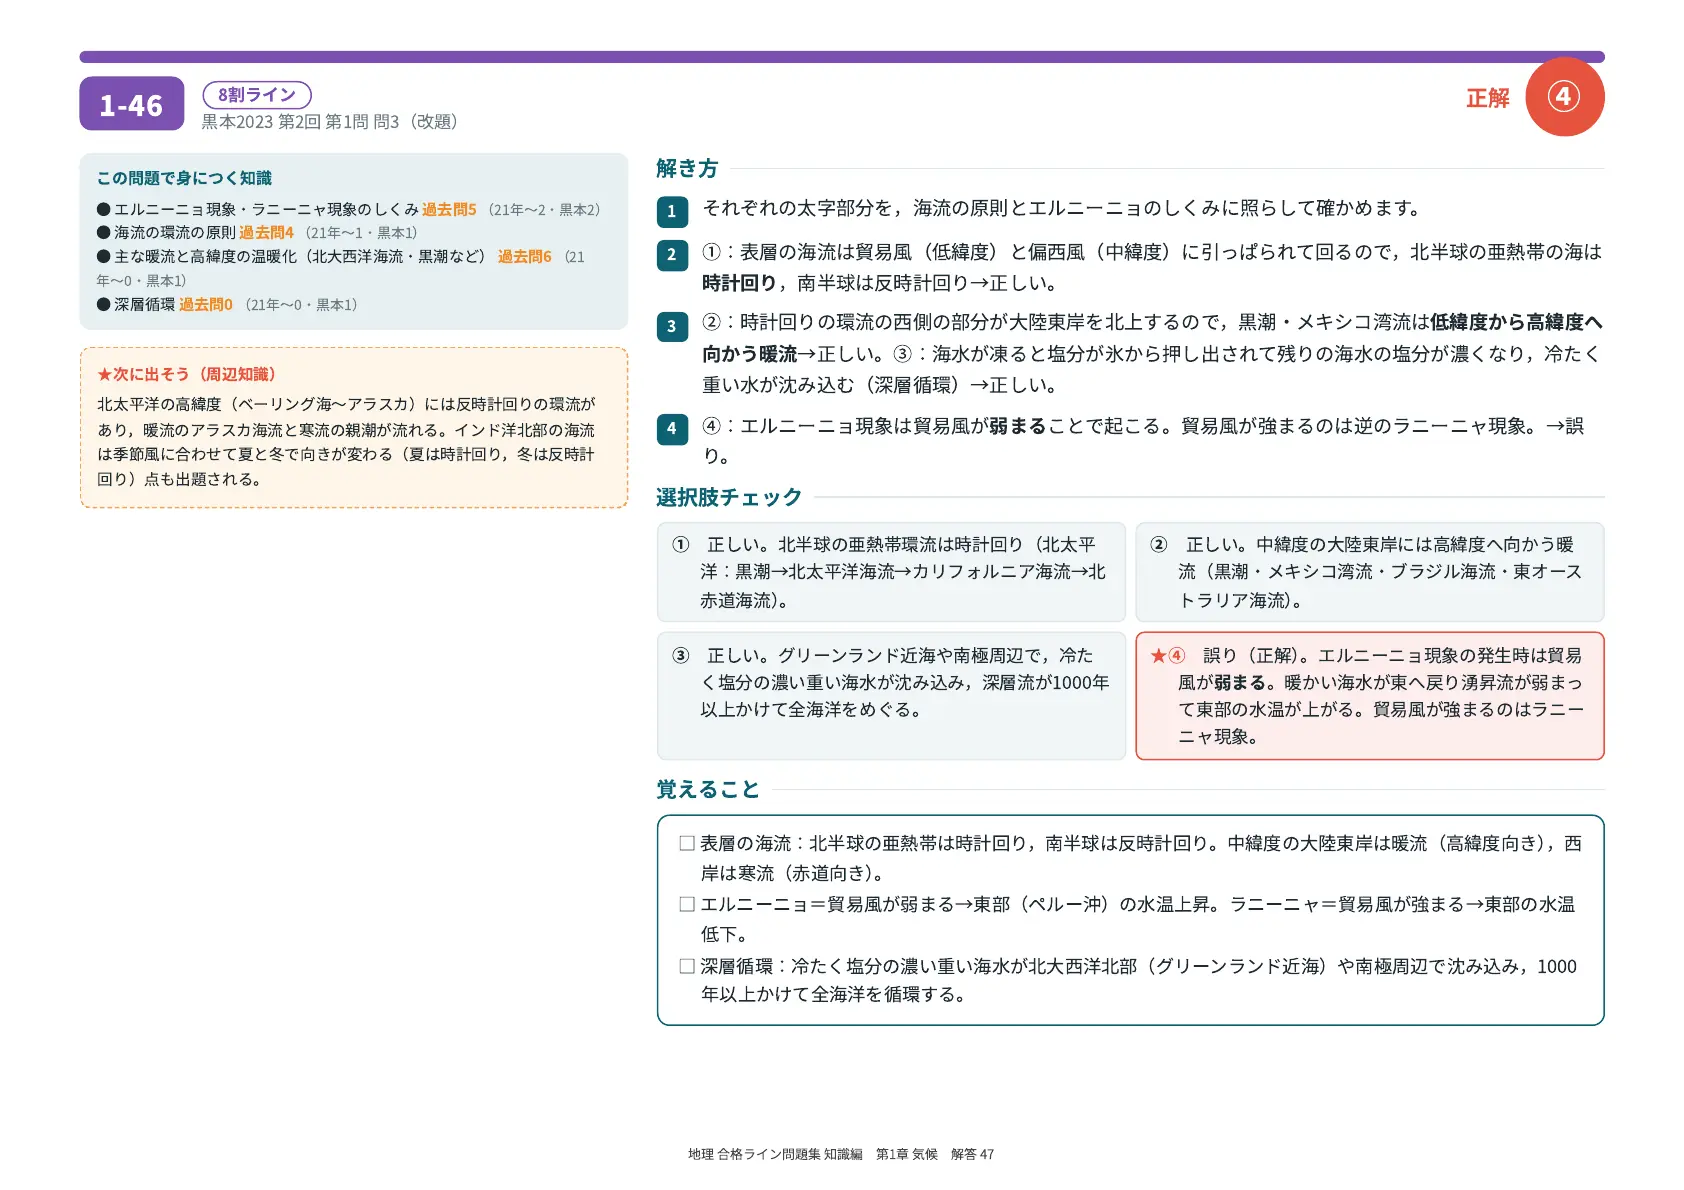 1-46
8割ライン
黒本2023 第2回 第1問 問3（改題）
正解 ④
この問題で身につく知識
● エルニーニョ現象・ラニーニャ現象のしくみ 過去問5 （21年〜2・黒本2）
● 海流の環流の原則 過去問4 （21年〜1・黒本1）
● 主な暖流と高緯度の温暖化（北大西洋海流・黒潮など） 過去問6 （21
年〜0・黒本1）
● 深層循環 過去問0 （21年〜0・黒本1）
★次に出そう（周辺知識）
北太平洋の高緯度（ベーリング海〜アラスカ）には反時計回りの環流が
あり，暖流のアラスカ海流と寒流の親潮が流れる。インド洋北部の海流
は季節風に合わせて夏と冬で向きが変わる（夏は時計回り，冬は反時計
回り）点も出題される。
解き方
1 それぞれの太字部分を，海流の原則とエルニーニョのしくみに照らして確かめます。
2 ①：表層の海流は貿易風（低緯度）と偏西風（中緯度）に引っぱられて回るので，北半球の亜熱帯の海は
時計回り，南半球は反時計回り→正しい。
3 ②：時計回りの環流の西側の部分が大陸東岸を北上するので，黒潮・メキシコ湾流は低緯度から高緯度へ
向かう暖流→正しい。③：海水が凍ると塩分が氷から押し出されて残りの海水の塩分が濃くなり，冷たく
重い水が沈み込む（深層循環）→正しい。
4 ④：エルニーニョ現象は貿易風が弱まることで起こる。貿易風が強まるのは逆のラニーニャ現象。→誤
り。
選択肢チェック
① 正しい。北半球の亜熱帯環流は時計回り（北太平
洋：黒潮→北太平洋海流→カリフォルニア海流→北
赤道海流）。
② 正しい。中緯度の大陸東岸には高緯度へ向かう暖
流（黒潮・メキシコ湾流・ブラジル海流・東オース
トラリア海流）。
③ 正しい。グリーンランド近海や南極周辺で，冷た
く塩分の濃い重い海水が沈み込み，深層流が1000年
以上かけて全海洋をめぐる。
★④ 誤り（正解）。エルニーニョ現象の発生時は貿易
風が弱まる。暖かい海水が東へ戻り湧昇流が弱まっ
て東部の水温が上がる。貿易風が強まるのはラニー
ニャ現象。
覚えること
□ 表層の海流：北半球の亜熱帯は時計回り，南半球は反時計回り。中緯度の大陸東岸は暖流（高緯度向き），西
岸は寒流（赤道向き）。
□ エルニーニョ＝貿易風が弱まる→東部（ペルー沖）の水温上昇。ラニーニャ＝貿易風が強まる→東部の水温
低下。
□ 深層循環：冷たく塩分の濃い重い海水が北大西洋北部（グリーンランド近海）や南極周辺で沈み込み，1000
年以上かけて全海洋を循環する。
地理 合格ライン問題集 知識編 第1章 気候 解答 47